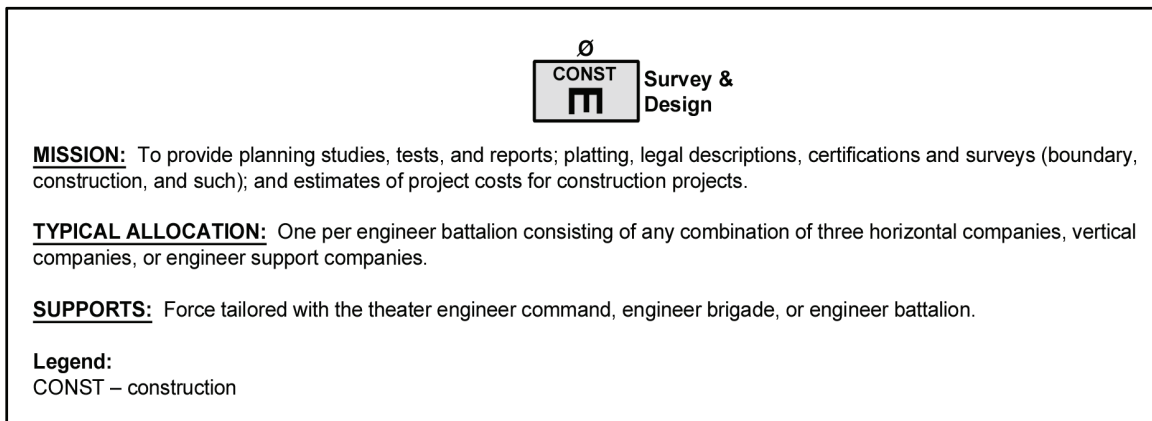 Ø
CONST
Survey &
Design
MISSION: To provide planning studies, tests, and reports; platting, legal descriptions, certifications and surveys (boundary,
construction, and such); and estimates of project costs for construction projects.
TYPICAL ALLOCATION: One per engineer battalion consisting of any combination of three horizontal companies, vertical
companies, or engineer support companies.
SUPPORTS: Force tailored with the theater engineer command, engineer brigade, or engineer battalion.
Legend:
CONST – construction